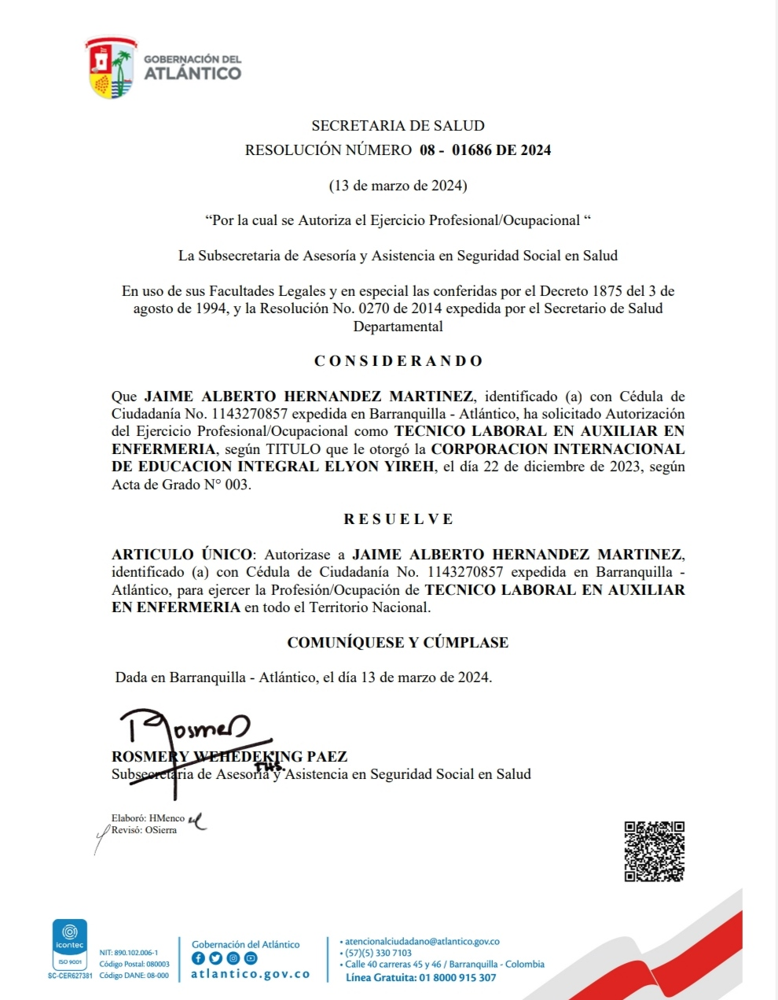 GOBERNACIÓN DEL
ATLÁNTICO
SECRETARIA DE SALUD
RESOLUCIÓN NÚMERO 08 - 01686 DE 2024
(13 de marzo de 2024)
“Por la cual se Autoriza el Ejercicio Profesional/Ocupacional “
La Subsecretaria de Asesoría y Asistencia en Seguridad Social en Salud
En uso de sus Facultades Legales y en especial las conferidas por el Decreto 1875 del 3 de
agosto de 1994, y la Resolución No. 0270 de 2014 expedida por el Secretario de Salud
Departamental
C O N S I D E R A N D O
Que JAIME ALBERTO HERNANDEZ MARTINEZ, identificado (a) con Cédula de
Ciudadanía No. 1143270857 expedida en Barranquilla - Atlántico, ha solicitado Autorización
del Ejercicio Profesional/Ocupacional como TECNICO LABORAL EN AUXILIAR EN
ENFERMERIA, según TITULO que le otorgó la CORPORACION INTERNACIONAL
DE EDUCACION INTEGRAL ELYON YIREH, el día 22 de diciembre de 2023, según
Acta de Grado N° 003.
R E S U E L V E
ARTICULO ÚNICO: Autorizase a JAIME ALBERTO HERNANDEZ MARTINEZ,
identificado (a) con Cédula de Ciudadanía No. 1143270857 expedida en Barranquilla -
Atlántico, para ejercer la Profesión/Ocupación de TECNICO LABORAL EN AUXILIAR
EN ENFERMERIA en todo el Territorio Nacional.
COMUNÍQUESE Y CÚMPLASE
Dada en Barranquilla - Atlántico, el día 13 de marzo de 2024.
Rosmery
ROSMERY WEHEDEKING PAEZ
Subsecretaria de Asesoría y Asistencia en Seguridad Social en Salud
Elaboró: HMenco
Revisó: OSierra
icontec
ISO 9001
SC-CER627381
NIT: 890.102.006-1
Código Postal: 080003
Código DANE: 08-000
Gobernación del Atlántico
atlantico.gov.co
• atencionalciudadano@atlantico.gov.co
• (57)(5) 330 7103
• Calle 40 carreras 45 y 46 / Barranquilla - Colombia
Línea Gratuita: 01 8000 915 307